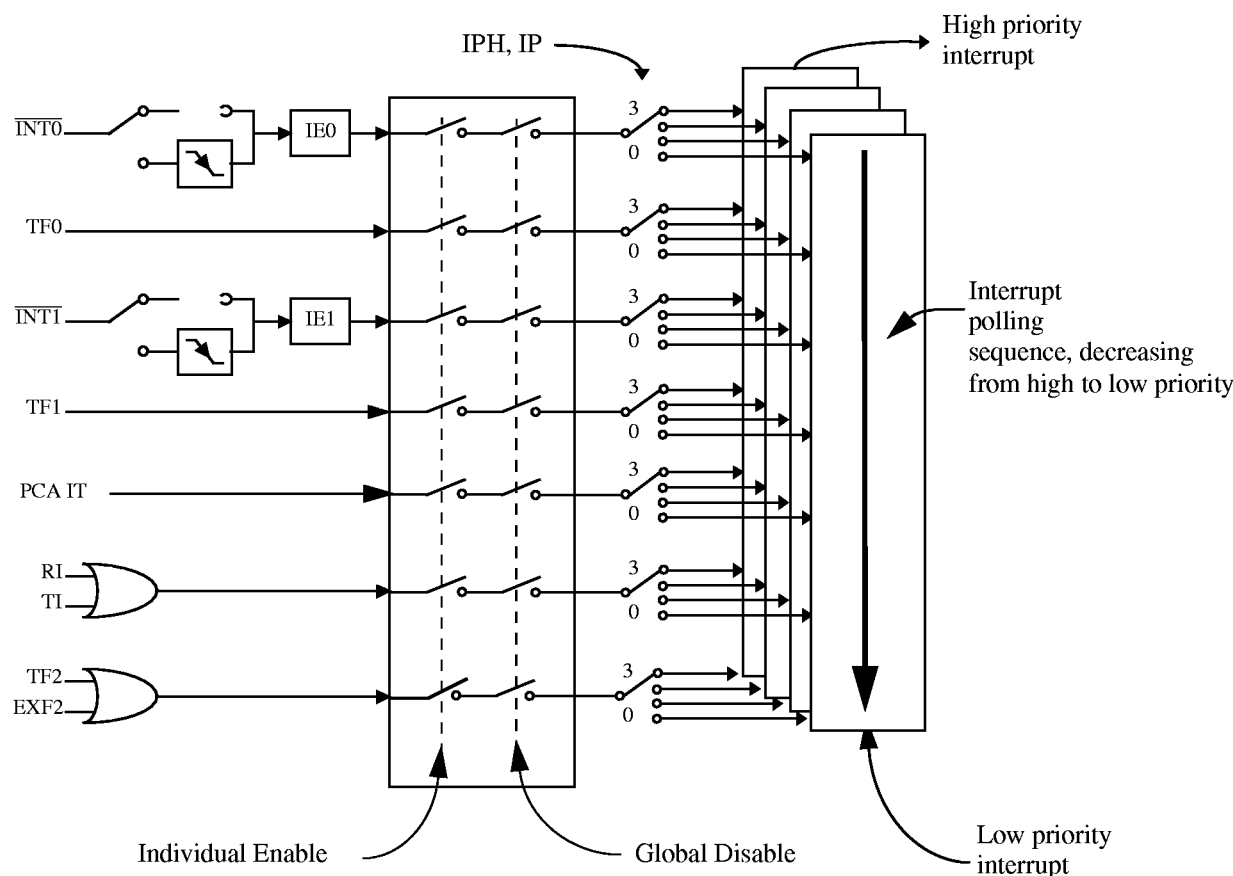 High priority
interrupt
IPH, IP
INT0
IE0
3
0
TF0
3
0
INT1
IE1
3
0
Interrupt
polling
sequence, decreasing
from high to low priority
TF1
3
0
PCA IT
3
0
RI
TI
3
0
TF2
EXF2
3
0
Individual Enable
Global Disable
Low priority
interrupt